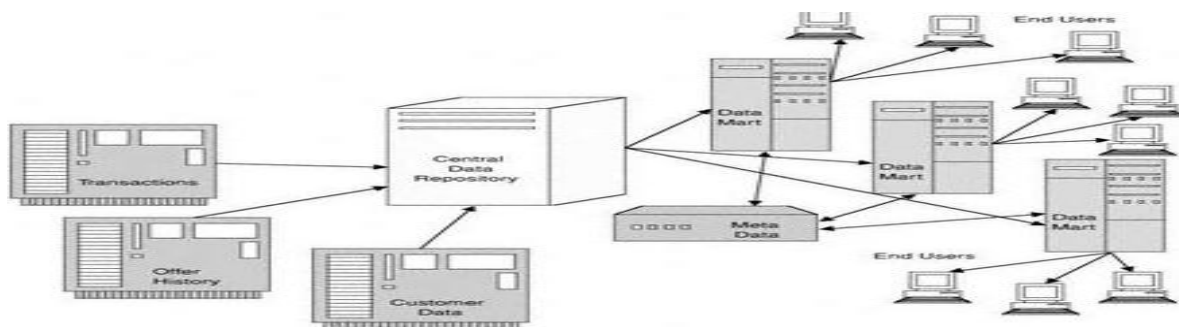 End Users
Data
Mart
Data
Mart
Central
Data
Repository
Transactions
Meta
Data
Data
Mart
Offer
History
Customer
Data
End Users